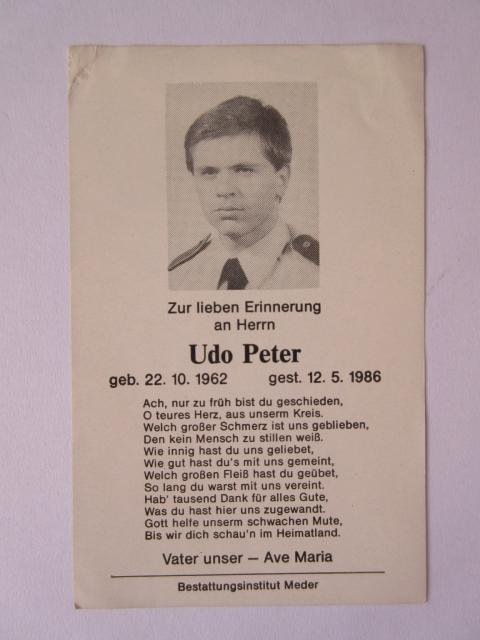 Zur lieben Erinnerung
an Herrn
Udo Peter
geb. 22. 10. 1962 gest. 12. 5. 1986
Ach, nur zu früh bist du geschieden,
O teures Herz, aus unserm Kreis.
Welch großer Schmerz ist uns geblieben,
Den kein Mensch zu stillen weiß.
Wie innig hast du uns geliebet,
Wie gut hast du's mit uns gemeint,
Welch großen Fleiß hast du geübet,
So lang du warst mit uns vereint.
Hab' tausend Dank für alles Gute,
Was du hast hier uns zugewandt.
Gott helfe unserm schwachen Mute,
Bis wir dich schau'n im Heimatland.
Vater unser — Ave Maria
Bestattungsinstitut Meder